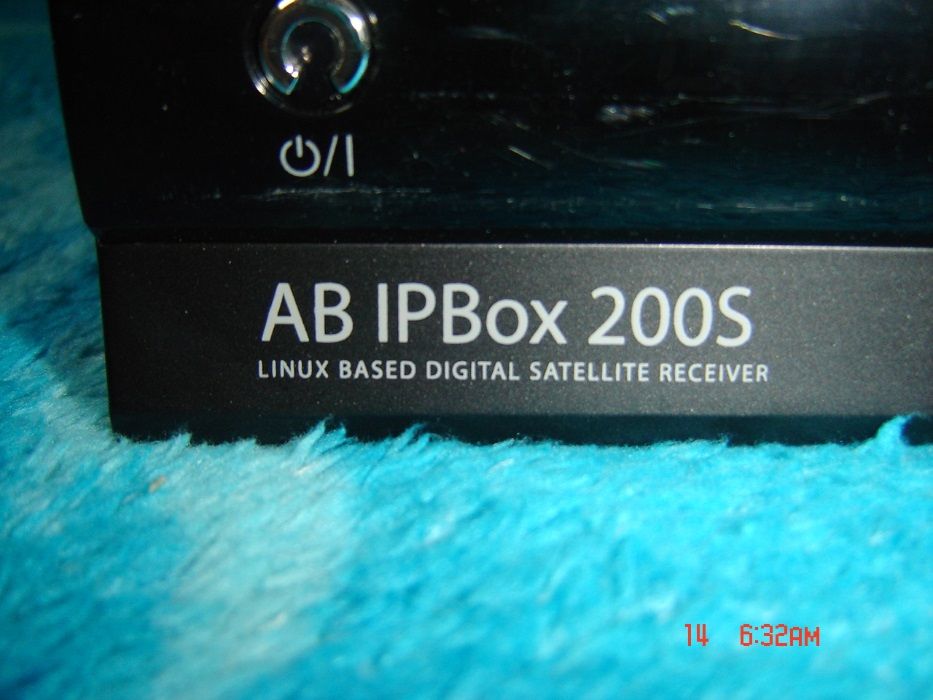 ⏻/I
AB IPBox 200S
LINUX BASED DIGITAL SATELLITE RECEIVER
14 6:32AM